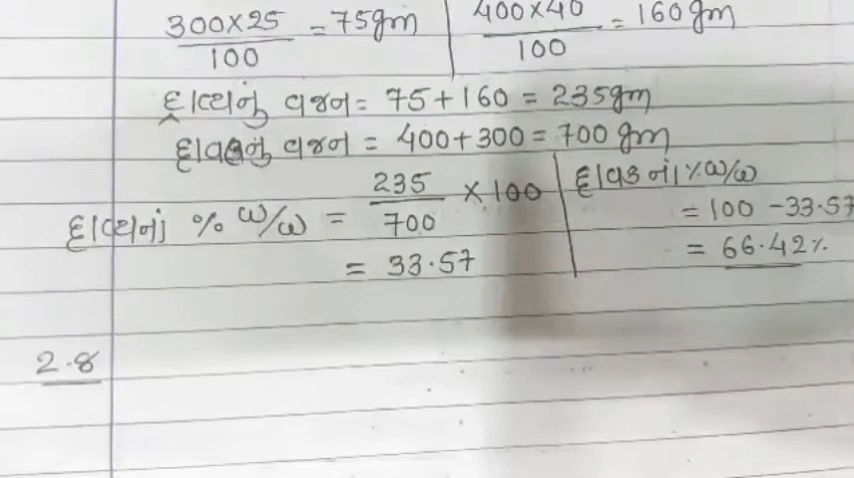 300×25/100 = 75gm | 400×40/100 = 160gm
દ્રાવ્યનું વજન = 75+160 = 235gm
દ્રાવણનું વજન = 400+300 = 700 gm
દ્રાવ્યનાં % w/w = 235/700 × 100
= 33.57
દ્રાવકનાં % w/w
= 100 - 33.57
= 66.42%
2.8